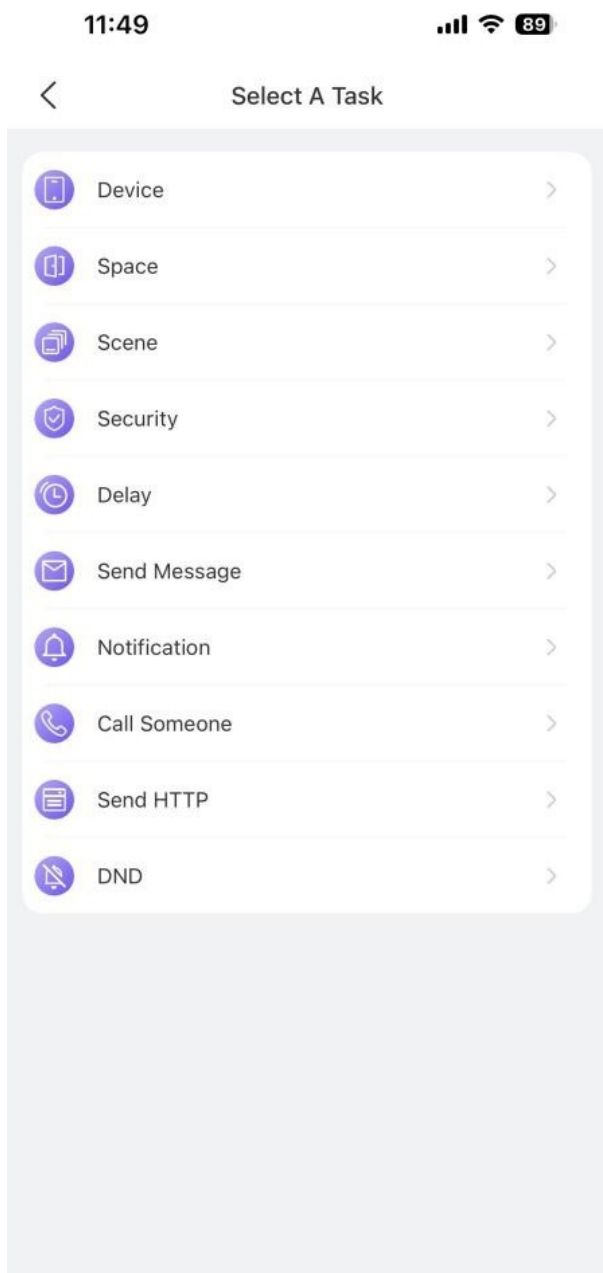 11:49
89
Select A Task
Device
Space
Scene
Security
Delay
Send Message
Notification
Call Someone
Send HTTP
DND